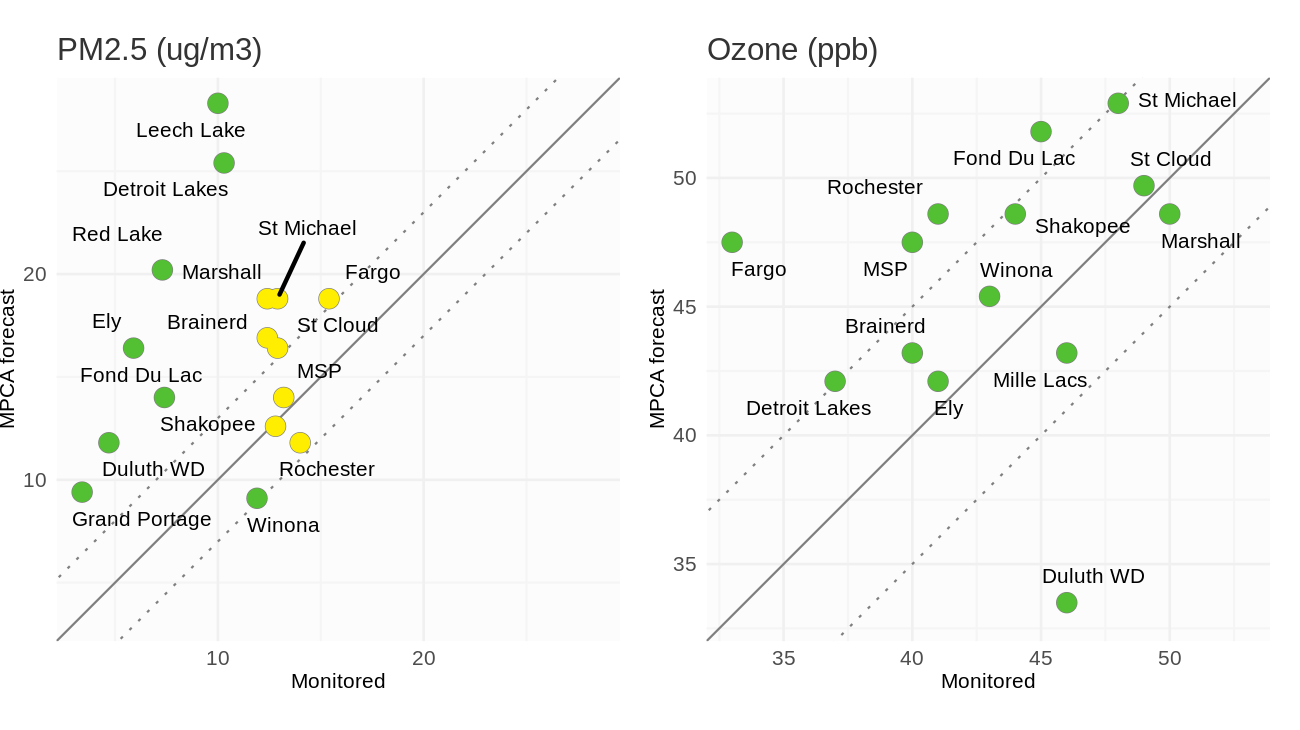 PM2.5 (ug/m3)
Leech Lake
Detroit Lakes
Red Lake
St Michael
Marshall
Fargo
20
Ely
Brainerd
St Cloud
Fond Du Lac
MSP
Shakopee
Duluth WD
Rochester
10
Grand Portage
Winona
MPCA forecast
10
20
Monitored
Ozone (ppb)
St Michael
Fond Du Lac
St Cloud
50
Rochester
Shakopee
Marshall
Fargo
MSP
Winona
45
Brainerd
Mille Lacs
Detroit Lakes
Ely
40
35
Duluth WD
MPCA forecast
35
40
45
50
Monitored